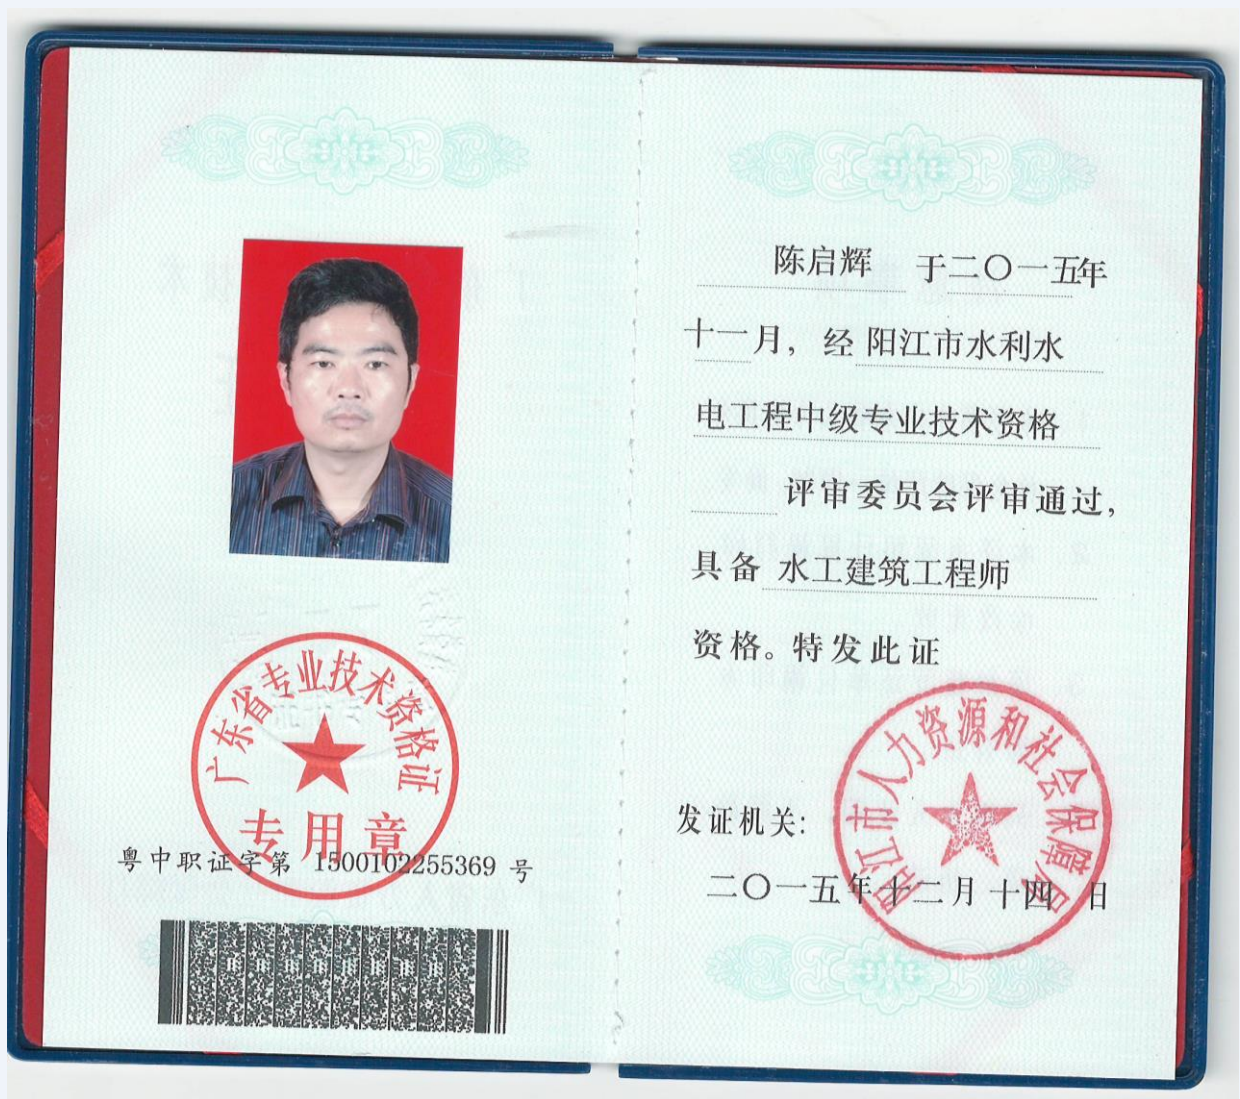 广东省专业技术资格证
专用章
粤中职证字第 1500102255369 号
陈启辉 于二〇一五年
十一月，经 阳江市水利水
电工程中级专业技术资格
评审委员会评审通过，
具备 水工建筑工程师
资格。特发此证
阳江市人力资源和社会保障局
发证机关：
二〇一五年十二月十四日